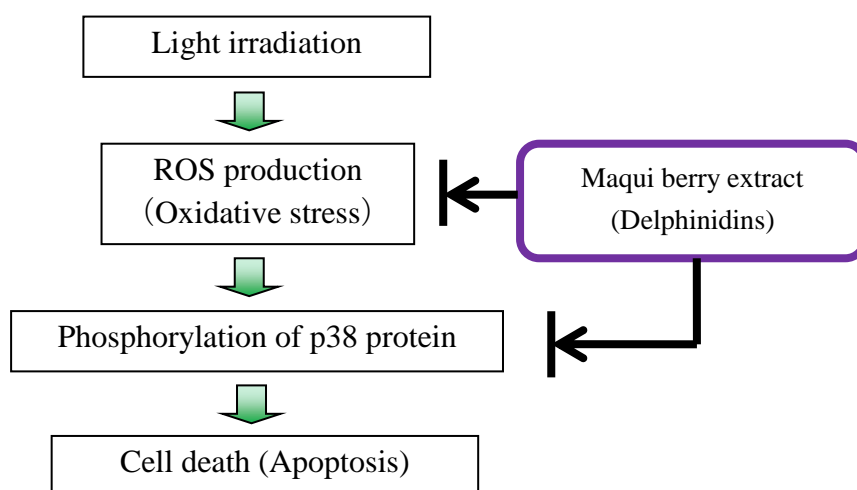 Light irradiation
ROS production
（Oxidative stress）
Maqui berry extract
(Delphinidins)
Phosphorylation of p38 protein
Cell death (Apoptosis)